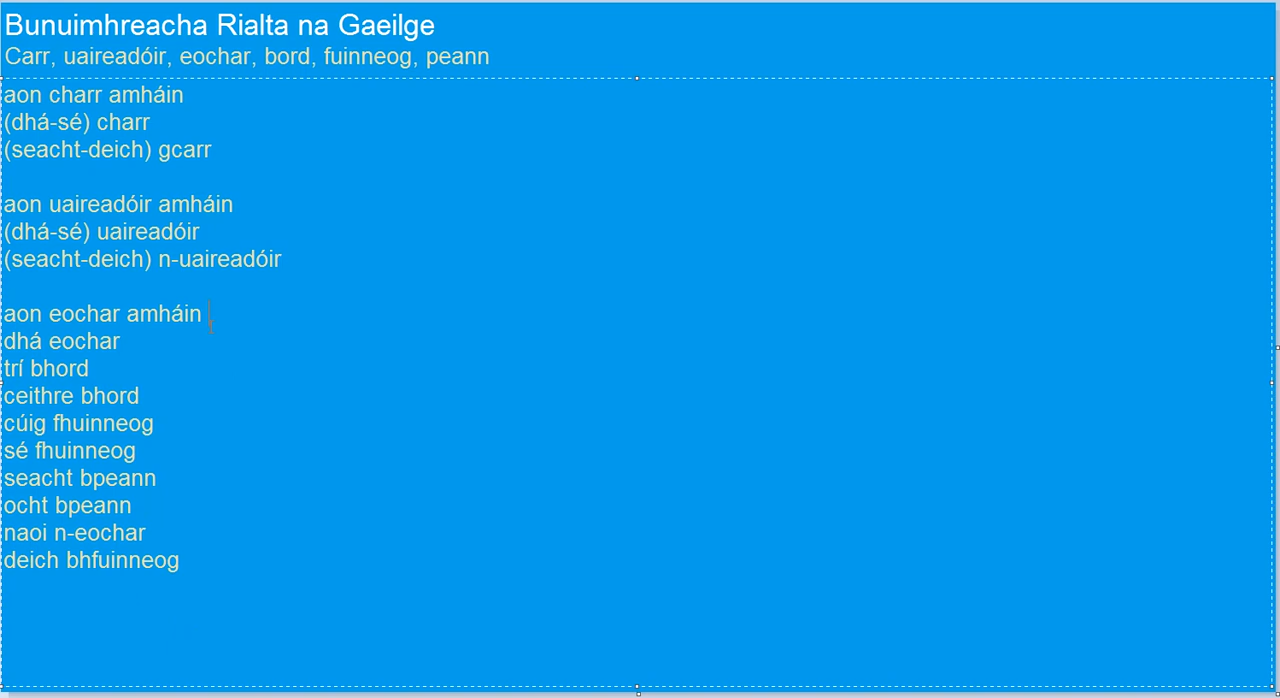 Bunuimhreacha Rialta na Gaeilge
Carr, uaireadóir, eochar, bord, fuinneog, peann
aon charr amháin
(dhá-sé) charr
(seacht-deich) gcarr
aon uaireadóir amháin
(dhá-sé) uaireadóir
(seacht-deich) n-uaireadóir
aon eochar amháin
dhá eochar
trí bhord
ceithre bhord
cúig fhuinneog
sé fhuinneog
seacht bpeann
ocht bpeann
naoi n-eochar
deich bhfuinneog